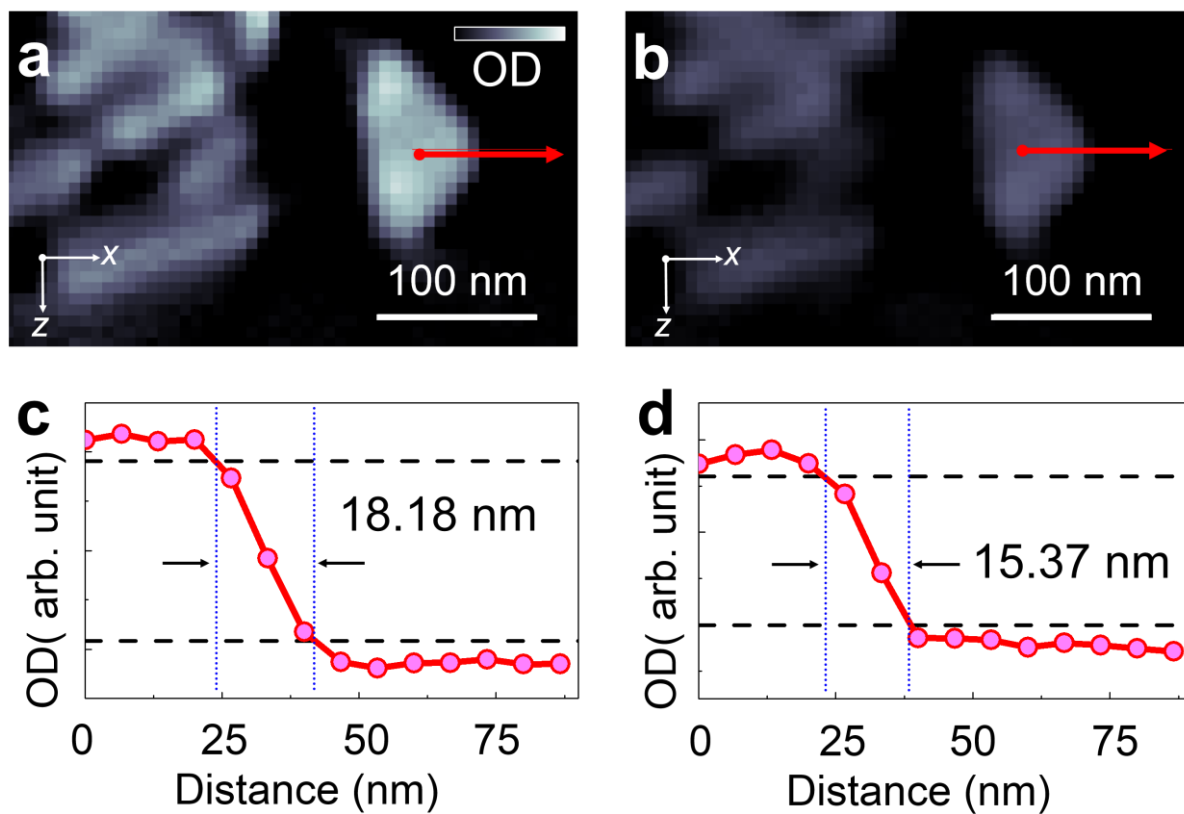 a
OD
x
z
100 nm
b
x
z
100 nm
c
OD( arb. unit)
18.18 nm
0 25 50 75
Distance (nm)
d
OD( arb. unit)
15.37 nm
0 25 50 75
Distance (nm)